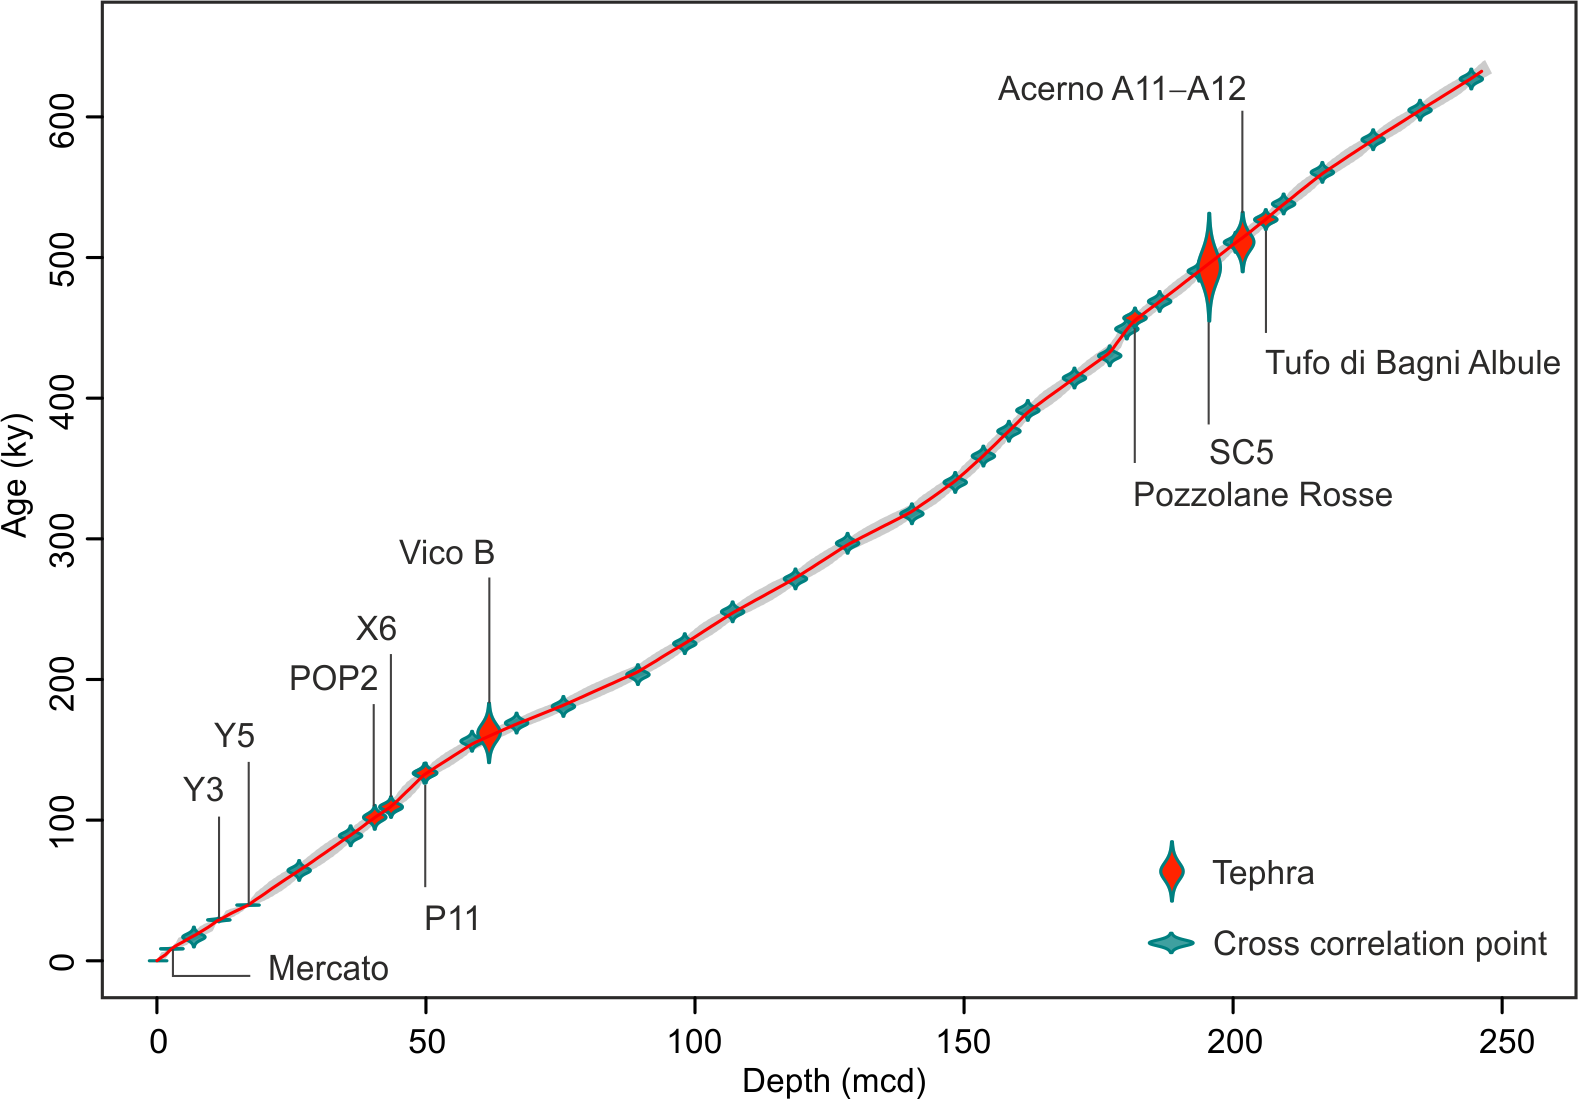 Acerno A11–A12
Tufo di Bagni Albule
SC5
Pozzolane Rosse
Vico B
X6
POP2
Y5
Y3
P11
Mercato
Tephra
Cross correlation point
Age (ky)
600
500
400
300
200
100
0
0 50 100 150 200 250
Depth (mcd)